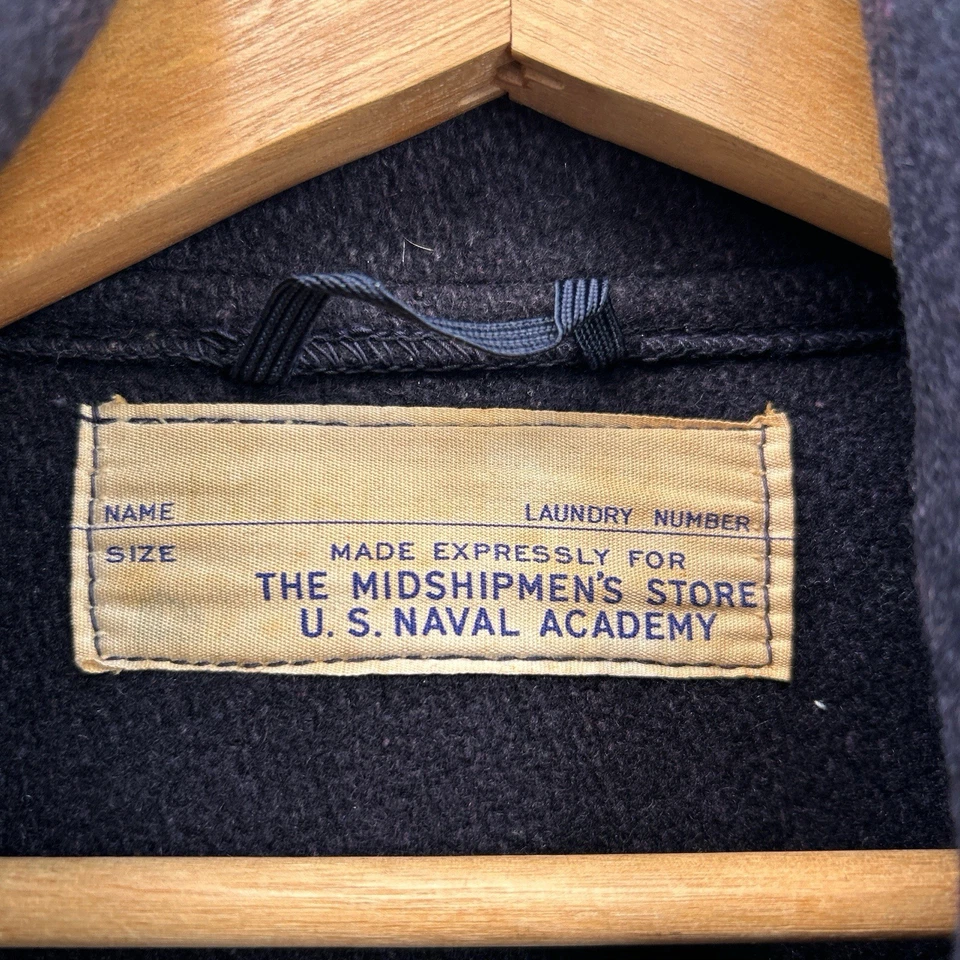 NAME LAUNDRY NUMBER
SIZE MADE EXPRESSLY FOR
THE MIDSHIPMEN'S STORE
U. S. NAVAL ACADEMY